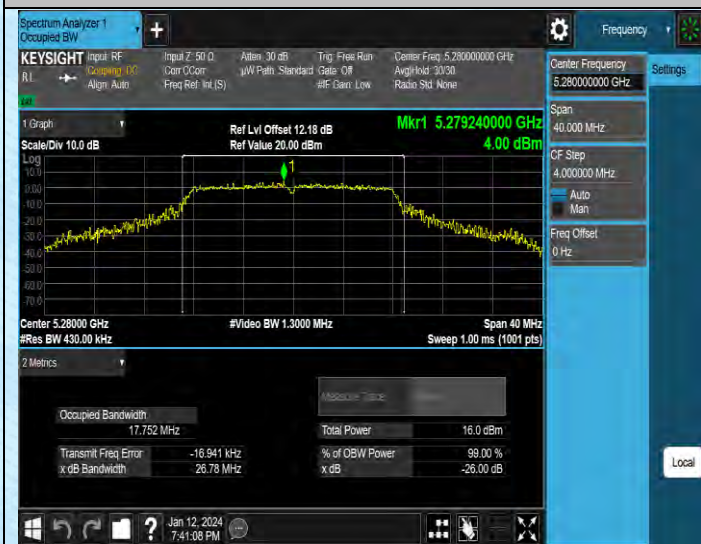 Spectrum Analyzer 1
Occupied BW
Frequency
KEYSIGHT
Input: RF
Coupling: DC
Align: Auto
RL
Input Z: 50 Ω
Corr CCorr
Freq Ref: Int (S)
Atten: 30 dB
µW Path: Standard
Trig: Free Run
Gate: Off
#IF Gain: Low
Center Freq: 5.280000000 GHz
Avg|Hold: 30/30
Radio Std: None
1 Graph
Scale/Div 10.0 dB
Ref Lvl Offset 12.18 dB
Ref Value 20.00 dBm
Mkr1 5.279240000 GHz
4.00 dBm
Log
10.0
0.00
-10.0
-20.0
-30.0
-40.0
-50.0
-60.0
-70.0
1
Center 5.28000 GHz
#Res BW 430.00 kHz
#Video BW 1.3000 MHz
Span 40 MHz
Sweep 1.00 ms (1001 pts)
2 Metrics
Measure Trace
Occupied Bandwidth
17.752 MHz
Total Power 16.0 dBm
Transmit Freq Error -16.941 kHz
% of OBW Power 99.00 %
x dB Bandwidth 26.78 MHz
x dB -26.00 dB
Center Frequency
5.280000000 GHz
Settings
Span
40.000 MHz
CF Step
4.000000 MHz
Auto
Man
Freq Offset
0 Hz
Local
?
Jan 12, 2024
7:41:08 PM